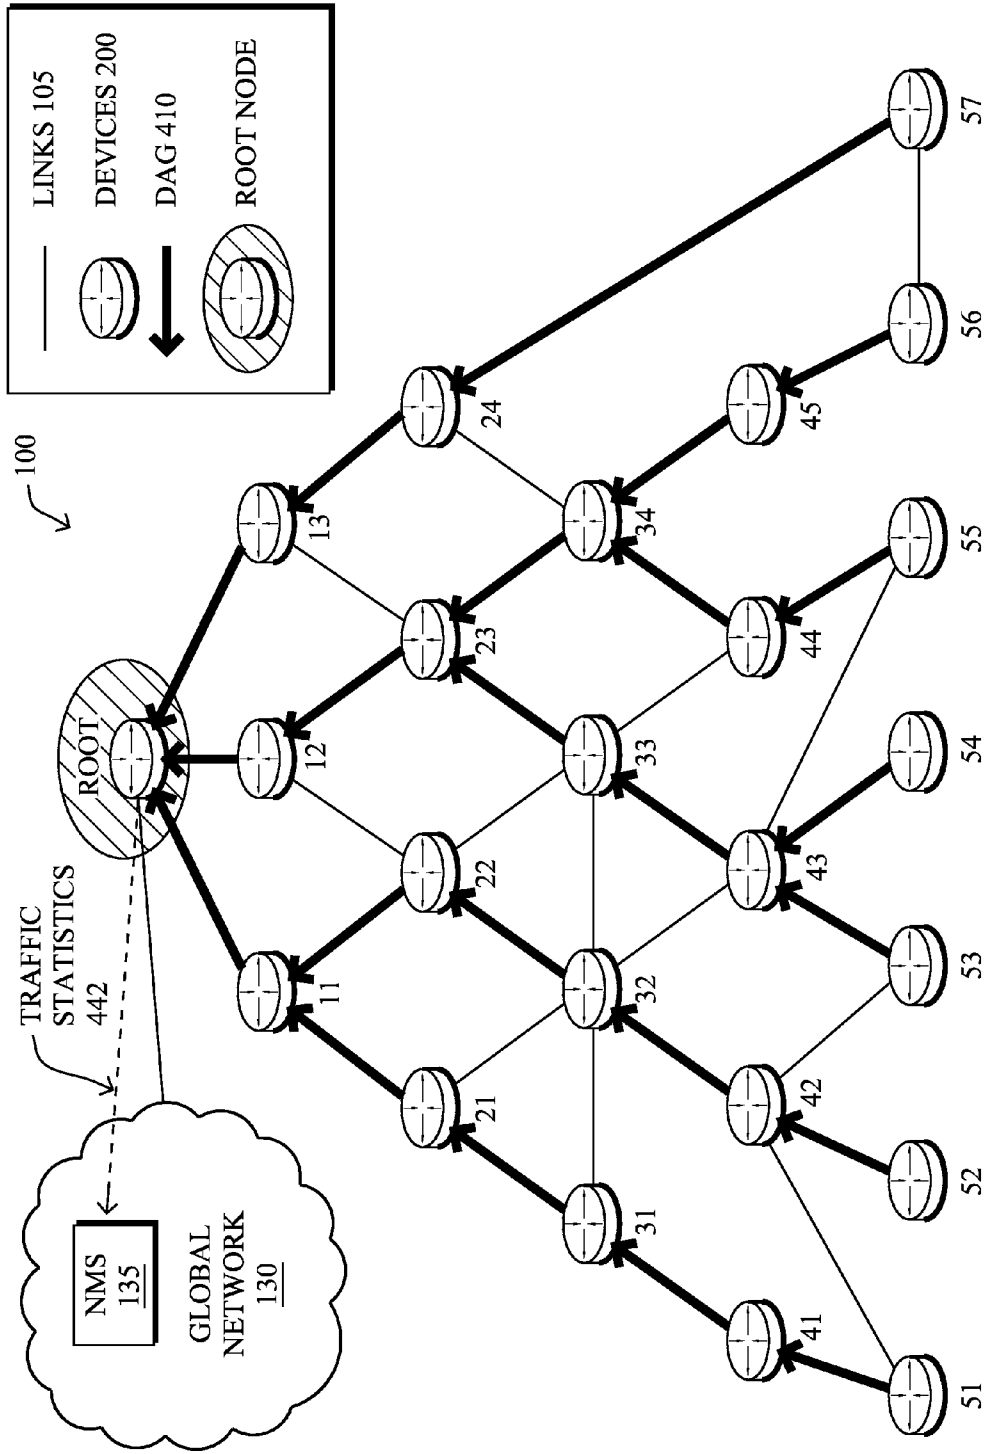 100
LINKS 105
DEVICES 200
DAG 410
ROOT NODE
TRAFFIC
STATISTICS
442
ROOT
NMS
135
GLOBAL
NETWORK
130
11
12
13
21
22
23
24
31
32
33
34
41
42
43
44
45
51
52
53
54
55
56
57